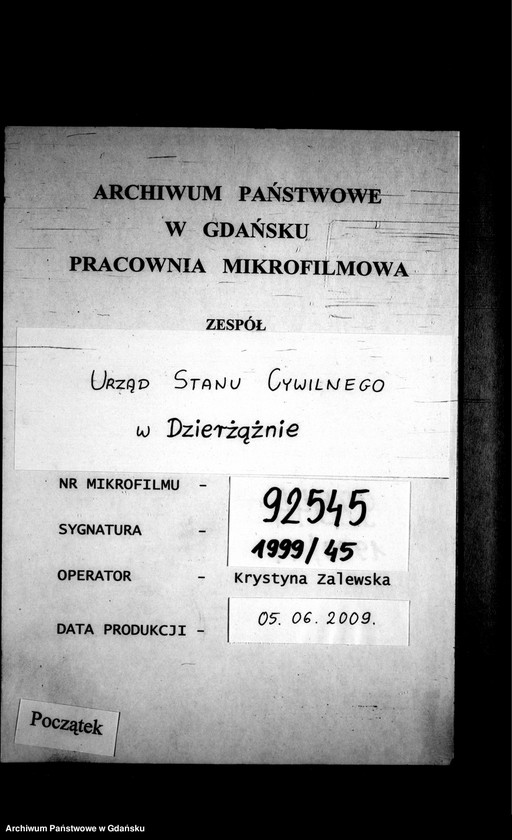 ARCHIWUM PAŃSTWOWE
W GDAŃSKU
PRACOWNIA MIKROFILMOWA
ZESPÓŁ
URZĄD STANU CYWILNEGO
w Dzierżążnie
NR MIKROFILMU - 92545
SYGNATURA - 1999/45
OPERATOR - Krystyna Zalewska
DATA PRODUKCJI - 05. 06. 2009.
Początek
Archiwum Państwowe w Gdańsku